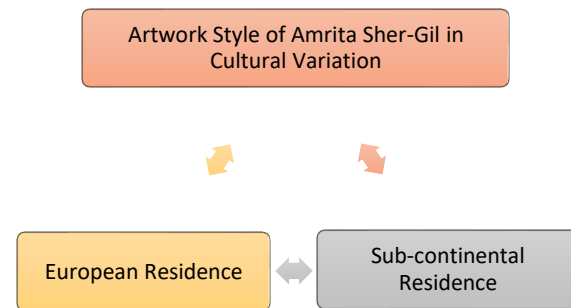 Artwork Style of Amrita Sher-Gil in
Cultural Variation
European Residence
Sub-continental
Residence